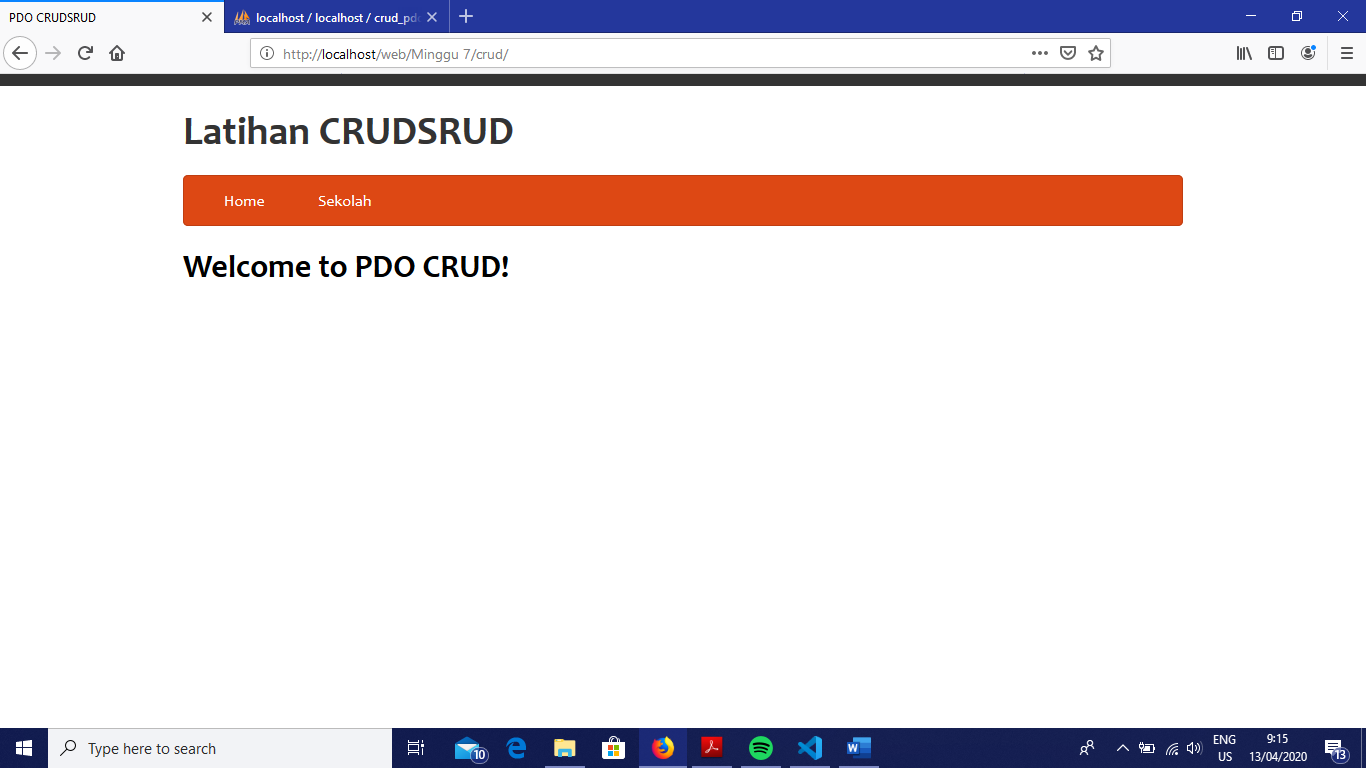 PDO CRUDSRUD
localhost / localhost / crud_pd
http://localhost/web/Minggu 7/crud/
Latihan CRUDSRUD
Home Sekolah
Welcome to PDO CRUD!
Type here to search
10
ENG
US
9:15
13/04/2020
13